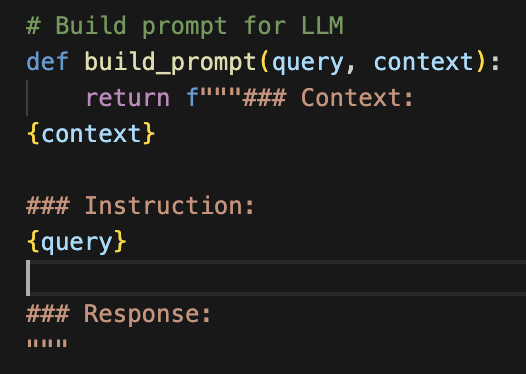 # Build prompt for LLM
def build_prompt(query, context):
    return f"""### Context:
{context}

### Instruction:
{query}

### Response:
"""